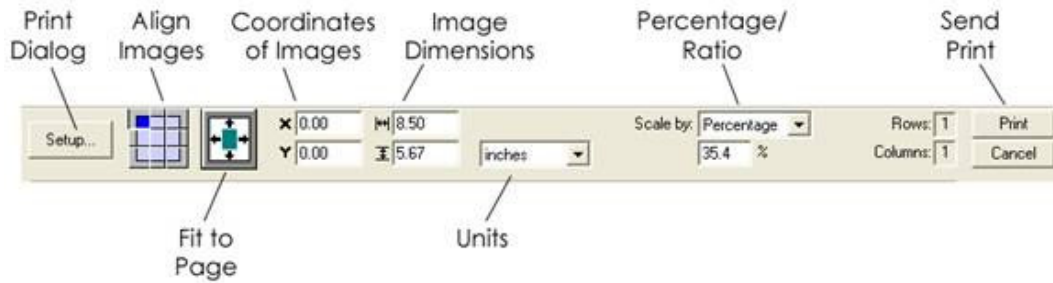 Print
Dialog
Align
Images
Coordinates
of Images
Image
Dimensions
Percentage/
Ratio
Send
Print
Setup...
X 0.00
8.50
Scale by: Percentage
Rows: 1
Print
Y 0.00
5.67
inches
35.4 %
Columns: 1
Cancel
Fit to
Page
Units